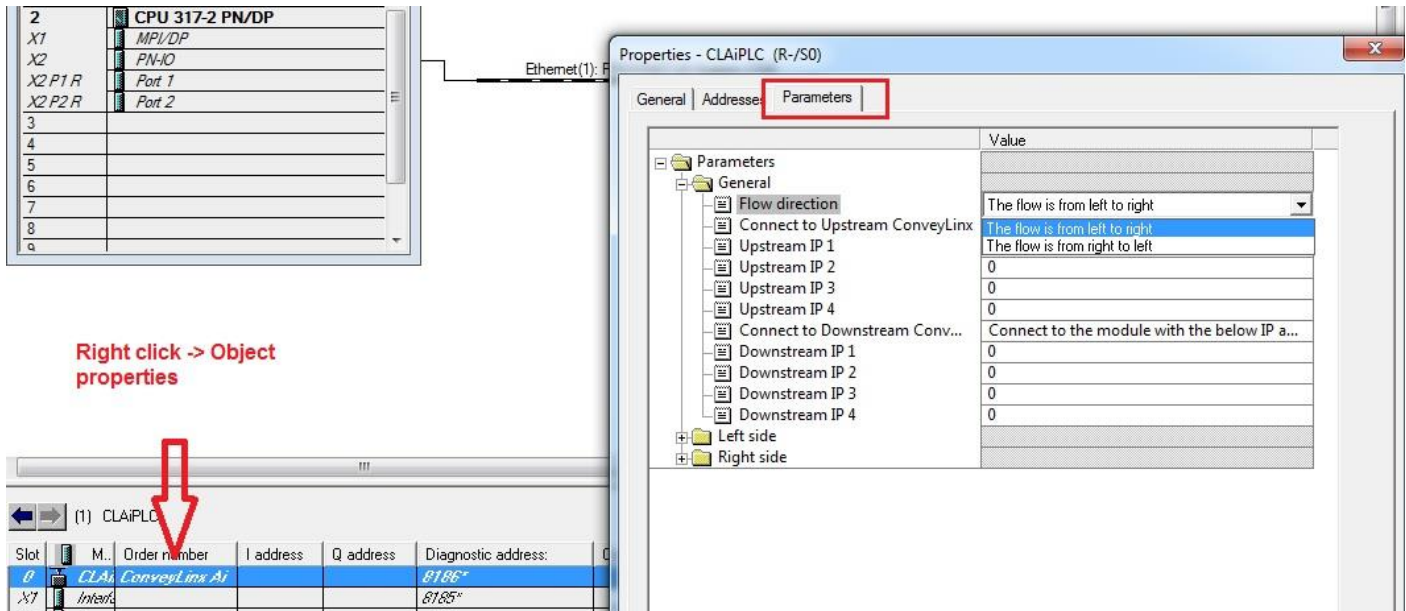 2 CPU 317-2 PN/DP
X1 MPI/DP
X2 PN-IO
X2 P1 R Port 1
X2 P2 R Port 2
3
4
5
6
7
8
9
Ethernet(1):
Right click -> Object
properties
(1) CLAiPLC
Slot M.. Order number I address Q address Diagnostic address:
0 CLAi ConveyLinx Ai 8186*
X1 Interfa 8185*
Properties - CLAiPLC (R-/S0)
General Addresses Parameters
Value
Parameters
General
Flow direction The flow is from left to right
Connect to Upstream ConveyLinx The flow is from left to right
Upstream IP 1 The flow is from right to left
Upstream IP 2 0
Upstream IP 3 0
Upstream IP 4 0
Connect to Downstream Conv... Connect to the module with the below IP a...
Downstream IP 1 0
Downstream IP 2 0
Downstream IP 3 0
Downstream IP 4 0
Left side
Right side